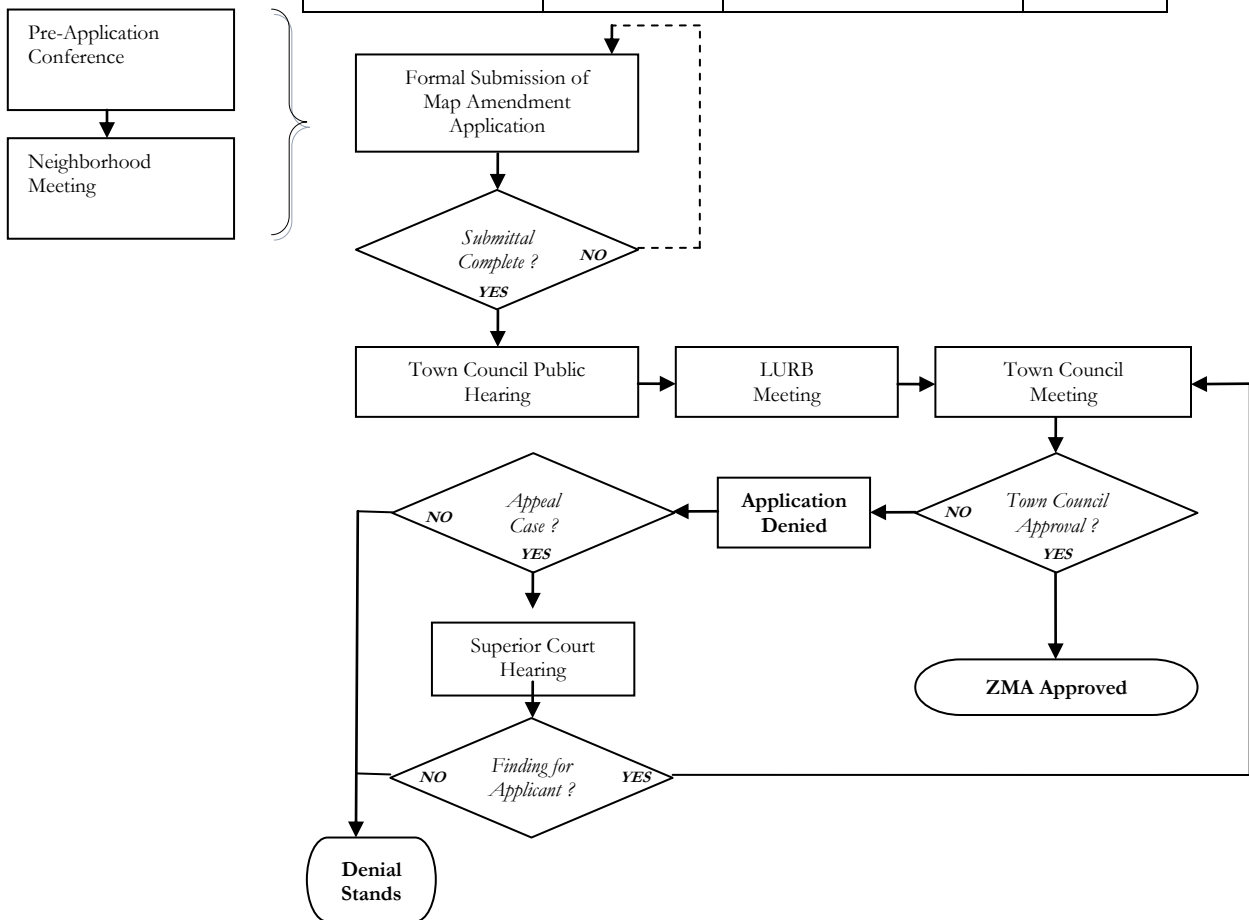 Pre-Application
Conference
Neighborhood
Meeting
Formal Submission of
Map Amendment
Application
Submittal
Complete ?
NO
YES
Town Council Public
Hearing
LURB
Meeting
Town Council
Meeting
Town Council
Approval ?
NO
YES
Application
Denied
Appeal
Case ?
NO
YES
Superior Court
Hearing
ZMA Approved
Finding for
Applicant ?
NO
YES
Denial
Stands